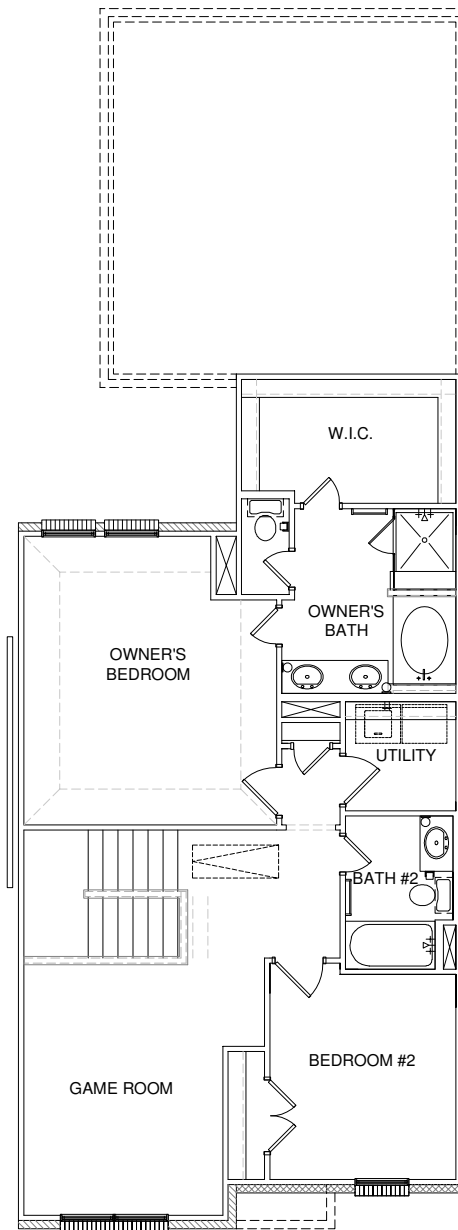 W.I.C.
OWNER'S
BATH
OWNER'S
BEDROOM
UTILITY
BATH #2
BEDROOM #2
GAME ROOM